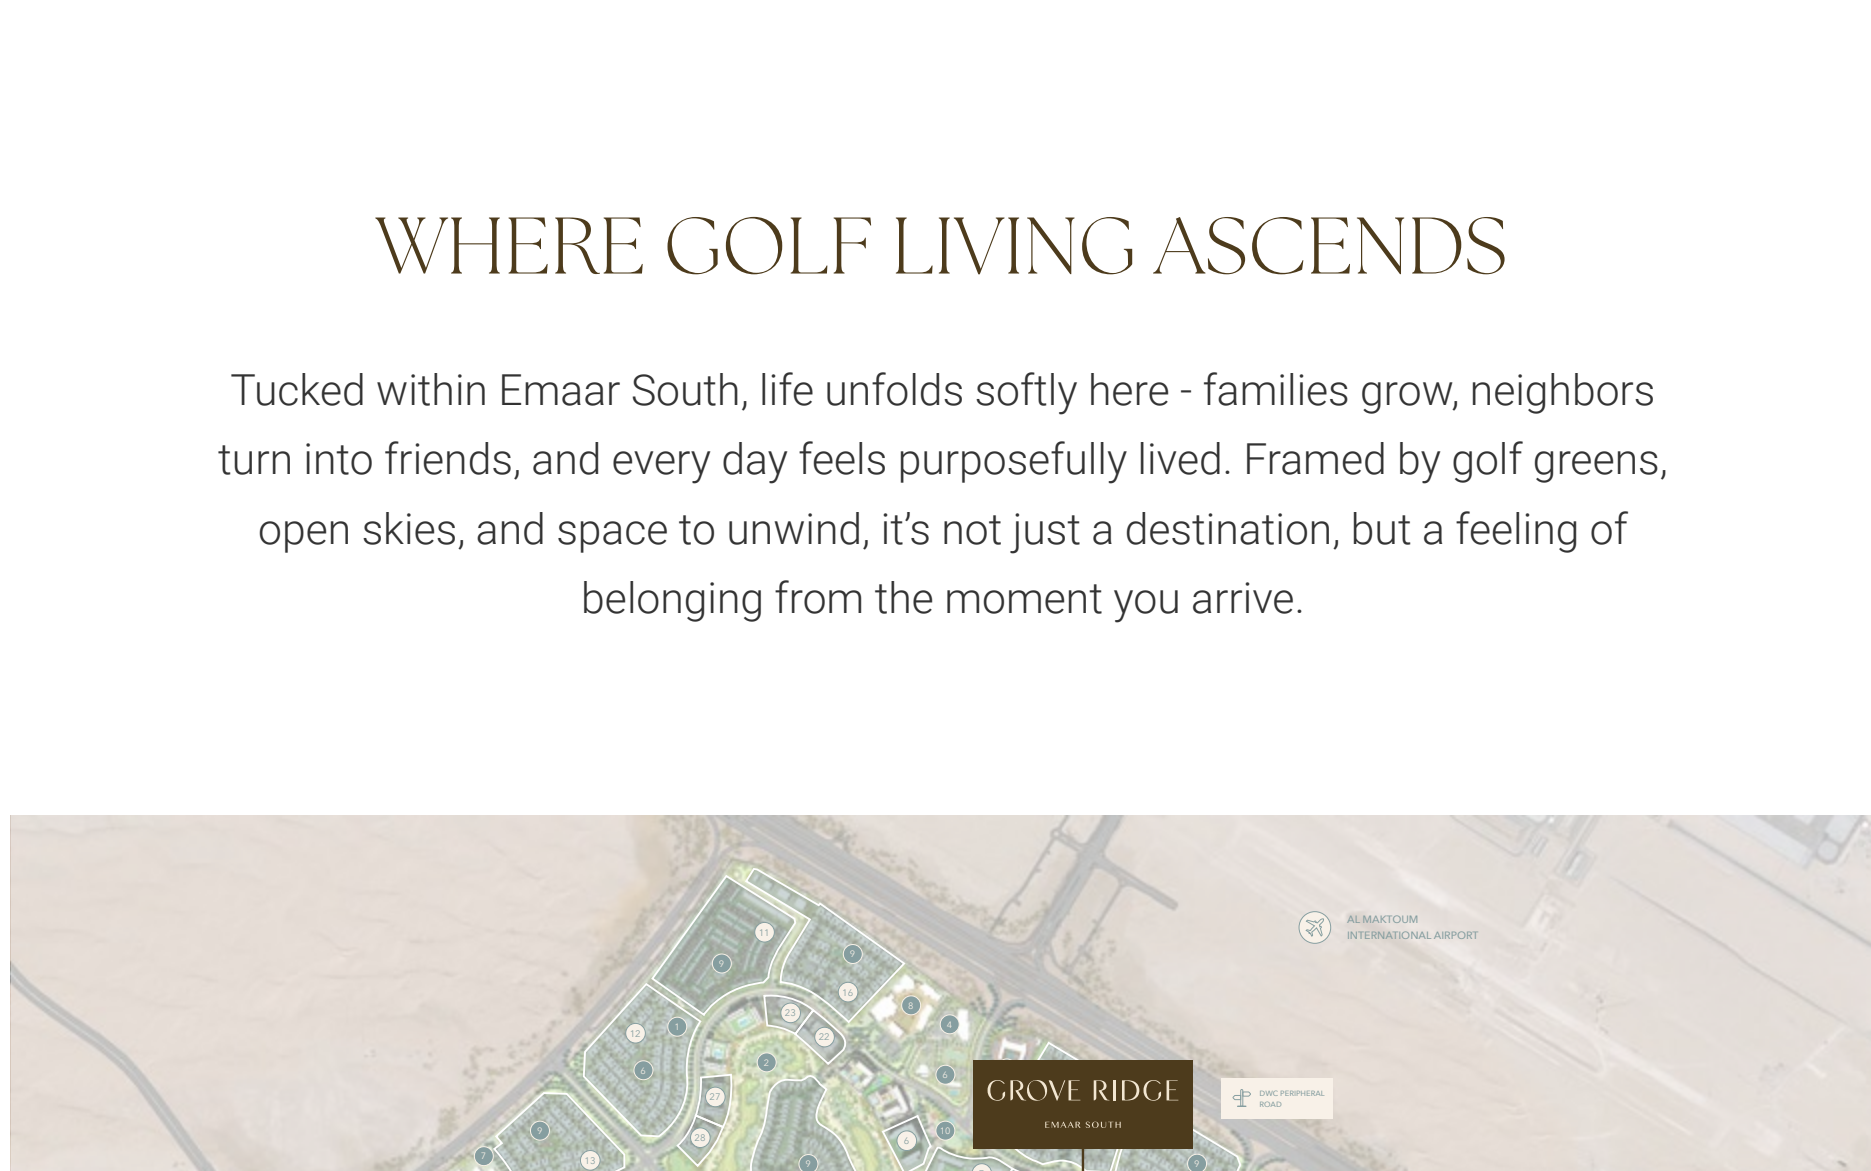 WHERE GOLF LIVING ASCENDS
Tucked within Emaar South, life unfolds softly here - families grow, neighbors
turn into friends, and every day feels purposefully lived. Framed by golf greens,
open skies, and space to unwind, it’s not just a destination, but a feeling of
belonging from the moment you arrive.
11
9
9
16
AL MAKTOUM
INTERNATIONAL AIRPORT
8
23
4
22
12
1
2
6
6
GROVE RIDGE
EMAAR SOUTH
DWC PERIPHERAL
ROAD
27
28
9
10
6
7
13
9
9